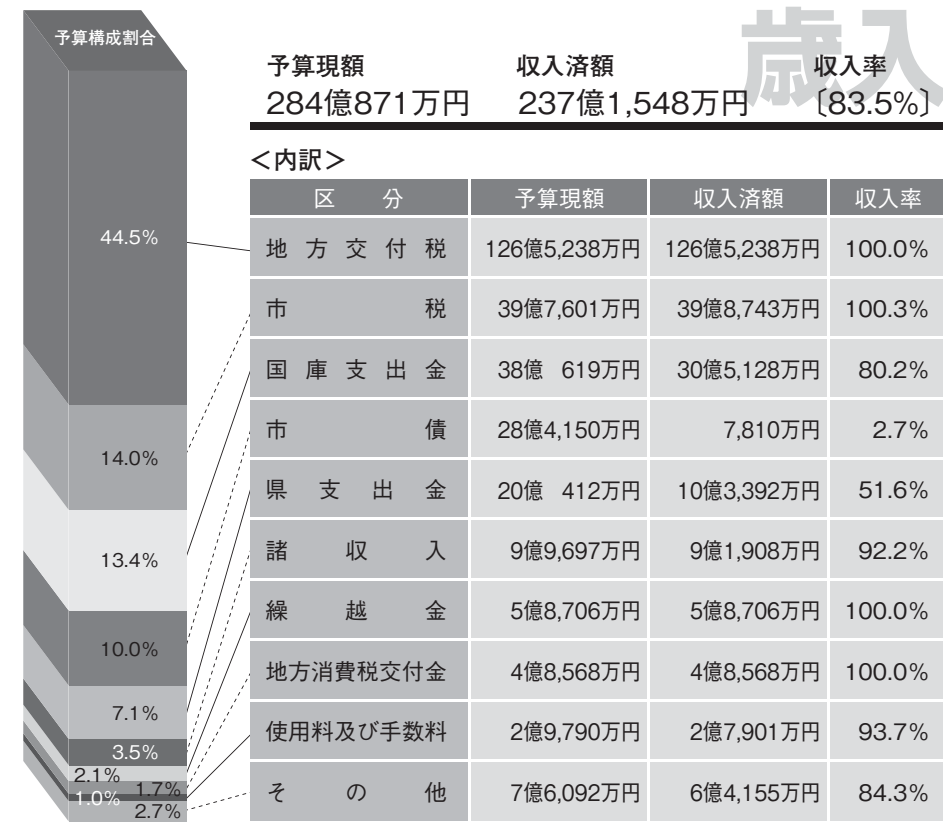 歳入
予算構成割合
予算現額 収入済額 収入率
284億871万円 237億1,548万円 〔83.5%〕
＜内訳＞
区分 予算現額 収入済額 収入率
地方交付税 126億5,238万円 126億5,238万円 100.0%
市税 39億7,601万円 39億8,743万円 100.3%
国庫支出金 38億 619万円 30億5,128万円 80.2%
市債 28億4,150万円 7,810万円 2.7%
県支出金 20億 412万円 10億3,392万円 51.6%
諸収入 9億9,697万円 9億1,908万円 92.2%
繰越金 5億8,706万円 5億8,706万円 100.0%
地方消費税交付金 4億8,568万円 4億8,568万円 100.0%
使用料及び手数料 2億9,790万円 2億7,901万円 93.7%
その他 7億6,092万円 6億4,155万円 84.3%
44.5%
14.0%
13.4%
10.0%
7.1%
3.5%
2.1%
1.7%
1.0%
2.7%